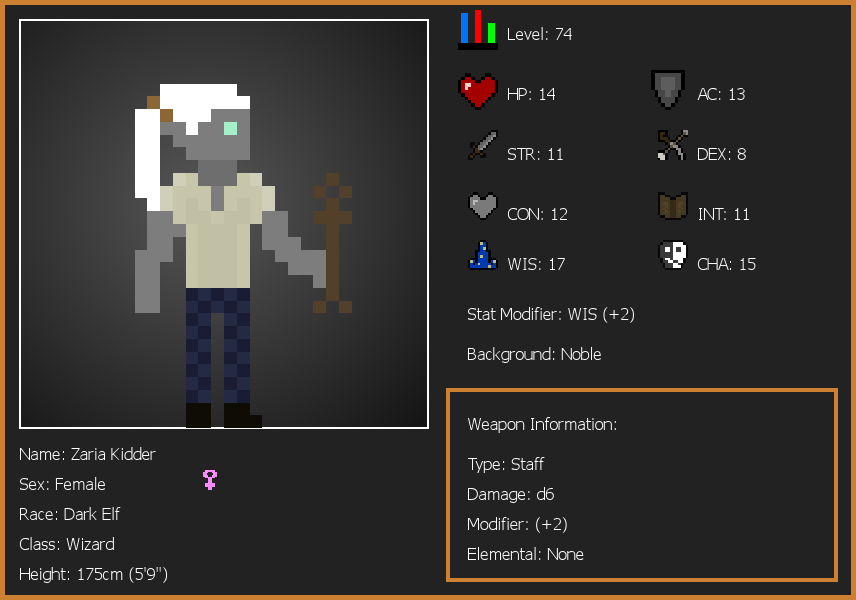 Level: 74
HP: 14
AC: 13
STR: 11
DEX: 8
CON: 12
INT: 11
WIS: 17
CHA: 15
Stat Modifier: WIS (+2)
Background: Noble
Weapon Information:
Type: Staff
Damage: d6
Modifier: (+2)
Elemental: None
Name: Zaria Kidder
Sex: Female
Race: Dark Elf
Class: Wizard
Height: 175cm (5'9")